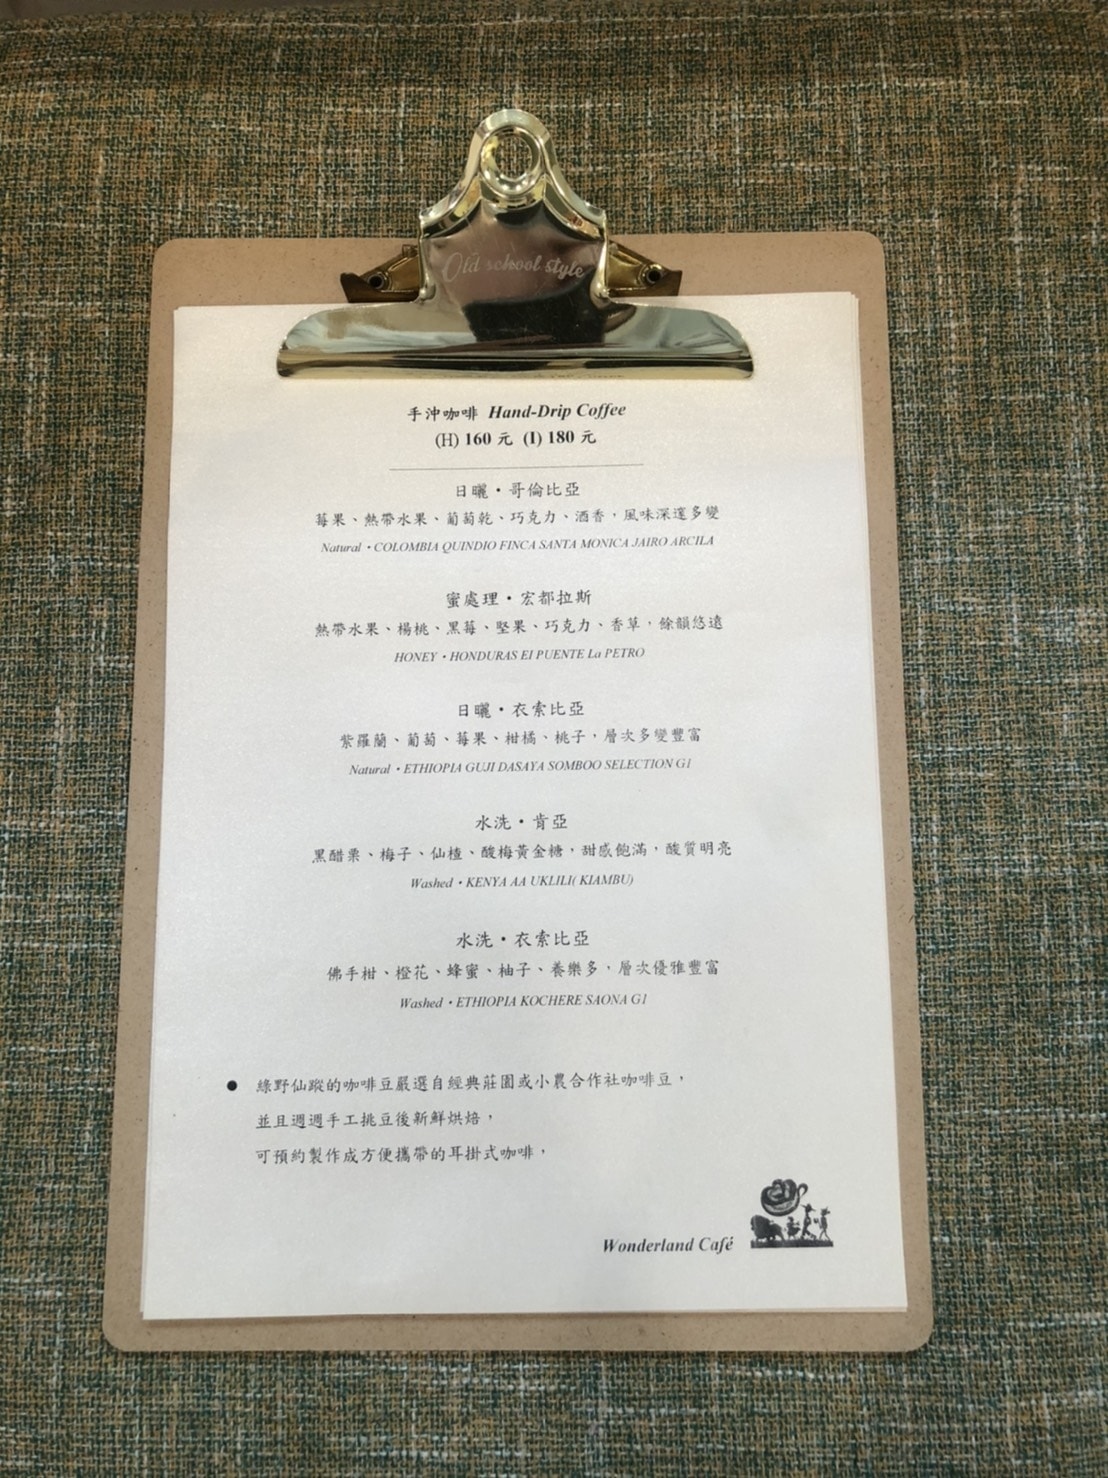 Old school style
手沖咖啡 Hand-Drip Coffee
(H) 160 元 (I) 180 元
日曬・哥倫比亞
莓果、熱帶水果、葡萄乾、巧克力、酒香，風味深邃多變
Natural・COLOMBIA QUINDIO FINCA SANTA MONICA JAIRO ARCILA
蜜處理・宏都拉斯
熱帶水果、楊桃、黑莓、堅果、巧克力、香草，餘韻悠遠
HONEY・HONDURAS EI PUENTE La PETRO
日曬・衣索比亞
紫羅蘭、葡萄、莓果、柑橘、桃子，層次多變豐富
Natural・ETHIOPIA GUJI DASAYA SOMBOO SELECTION G1
水洗・肯亞
黑醋栗、梅子、仙楂、酸梅黃金糖，甜感飽滿，酸質明亮
Washed・KENYA AA UKLILI( KIAMBU)
水洗・衣索比亞
佛手柑、橙花、蜂蜜、柚子、養樂多，層次優雅豐富
Washed・ETHIOPIA KOCHERE SAONA G1
● 綠野仙蹤的咖啡豆嚴選自經典莊園或小農合作社咖啡豆，
並且週週手工挑豆後新鮮烘焙，
可預約製作成方便攜帶的耳掛式咖啡，
Wonderland Café